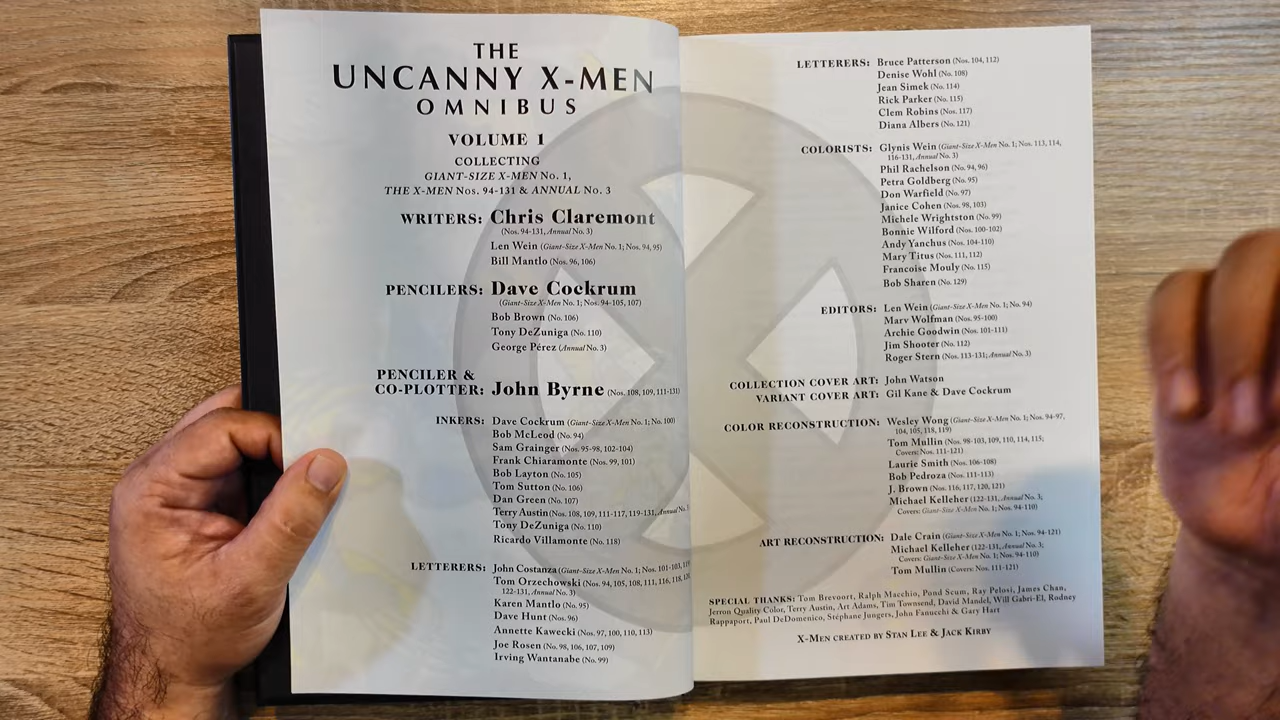 THE
UNCANNY X-MEN
OMNIBUS
VOLUME 1
COLLECTING
GIANT-SIZE X-MEN No. 1,
THE X-MEN Nos. 94-131 & ANNUAL No. 3
WRITERS: Chris Claremont
(Nos. 94-131, Annual No. 3)
Len Wein (Giant-Size X-Men No. 1; Nos. 94, 95)
Bill Mantlo (Nos. 96, 106)
PENCILERS: Dave Cockrum
(Giant-Size X-Men No. 1; Nos. 94-105, 107)
Bob Brown (No. 106)
Tony DeZuniga (No. 110)
George Pérez (Annual No. 3)
PENCILER &
CO-PLOTTER: John Byrne (Nos. 108, 109, 111-131)
INKERS: Dave Cockrum (Giant-Size X-Men No. 1; No. 100)
Bob McLeod (No. 94)
Sam Grainger (Nos. 95-98, 102-104)
Frank Chiaramonte (Nos. 99, 101)
Bob Layton (No. 105)
Tom Sutton (No. 106)
Dan Green (No. 107)
Terry Austin (Nos. 108, 109, 111-117, 119-131, Annual No. 3)
Tony DeZuniga (No. 110)
Ricardo Villamonte (No. 118)
LETTERERS: John Costanza (Giant-Size X-Men No. 1; Nos. 101-103,
Tom Orzechowski (Nos. 94, 105, 108, 111, 116, 118,
122-131, Annual No. 3)
Karen Mantlo (No. 95)
Dave Hunt (Nos. 96)
Annette Kawecki (Nos. 97, 100, 110, 113)
Joe Rosen (Nos. 98, 106, 107, 109)
Irving Wantanabe (No. 99)
LETTERERS: Bruce Patterson (Nos. 104, 112)
Denise Wohl (No. 108)
Jean Simek (No. 114)
Rick Parker (No. 115)
Clem Robins (No. 117)
Diana Albers (No. 121)
COLORISTS: Glynis Wein (Giant-Size X-Men No. 1; Nos. 113, 114,
116-131, Annual No. 3)
Phil Rachelson (No. 94, 96)
Petra Goldberg (No. 95)
Don Warfield (No. 97)
Janice Cohen (Nos. 98, 103)
Michele Wrightston (No. 99)
Bonnie Wilford (Nos. 100-102)
Andy Yanchus (Nos. 104-110)
Mary Titus (Nos. 111, 112)
Francoise Mouly (No. 115)
Bob Sharen (No. 129)
EDITORS: Len Wein (Giant-Size X-Men No. 1; No. 94)
Marv Wolfman (Nos. 95-100)
Archie Goodwin (Nos. 101-111)
Jim Shooter (No. 112)
Roger Stern (Nos. 113-131; Annual No. 3)
COLLECTION COVER ART: John Watson
VARIANT COVER ART: Gil Kane & Dave Cockrum
COLOR RECONSTRUCTION: Wesley Wong (Giant-Size X-Men No. 1; Nos. 94-97,
104, 105, 118, 119)
Tom Mullin (Nos. 98-103, 109, 110, 114, 115;
Covers: Nos. 111-121)
Laurie Smith (Nos. 106-108)
Bob Pedroza (Nos. 111-113)
J. Brown (Nos. 116, 117, 120, 121)
Michael Kelleher (122-131, Annual No. 3;
Covers: Giant-Size X-Men No. 1; Nos. 94-110)
ART RECONSTRUCTION: Dale Crain (Giant-Size X-Men No. 1; Nos. 94-121)
Michael Kelleher (122-131, Annual No. 3;
Covers: Giant-Size X-Men No. 1; Nos. 94-110)
Tom Mullin (Covers: Nos. 111-121)
SPECIAL THANKS: Tom Brevoort, Ralph Macchio, Pond Scum, Ray Pelosi, James Chan,
Jerron Quality Color, Terry Austin, Art Adams, Tim Townsend, David Mandel, Will Gabri-El, Rodney
Rappaport, Paul DeDomenico, Stéphane Jungers, John Fanucchi & Gary Hart
X-MEN CREATED BY STAN LEE & JACK KIRBY